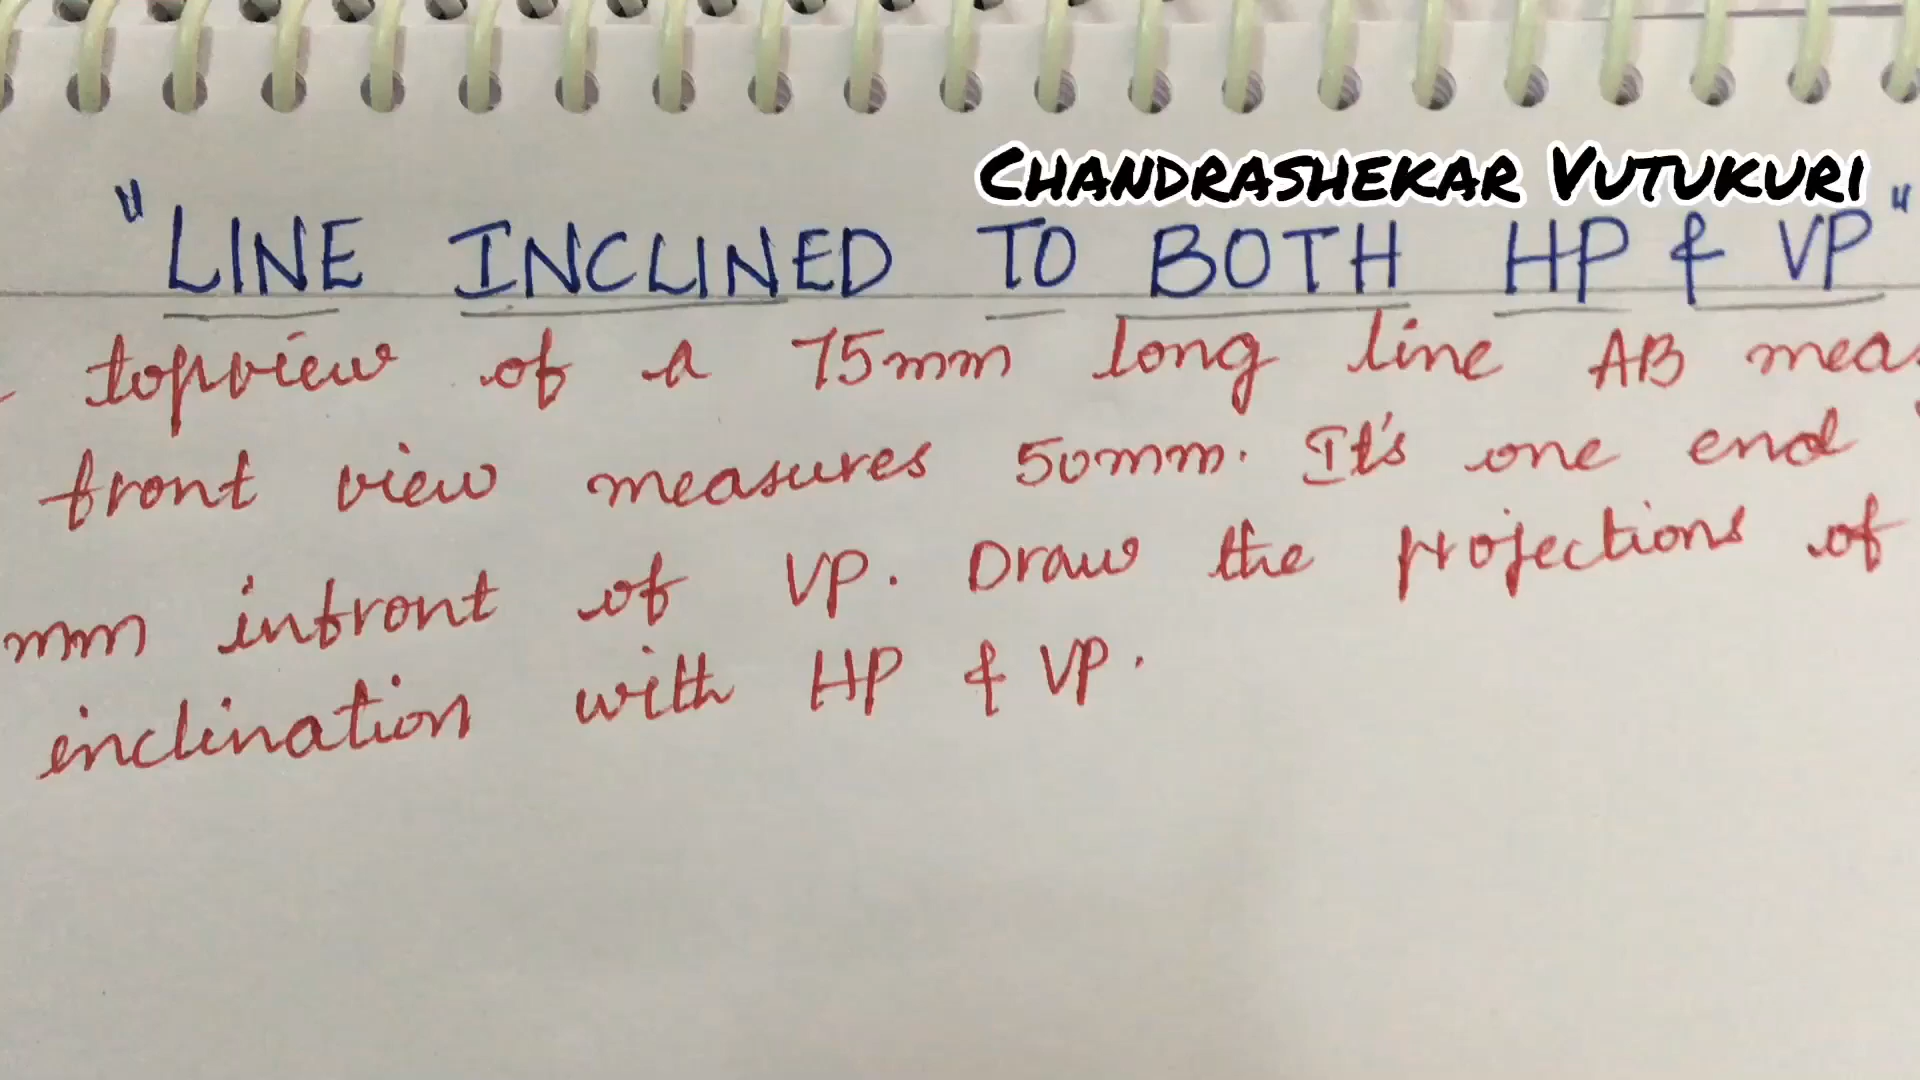 CHANDRASHEKAR VUTUKURI
"LINE INCLINED TO BOTH HP & VP"
topview of a 75mm long line AB mea
front view measures 50mm. It's one end
mm infront of VP. Draw the projections of
inclination with HP & VP.